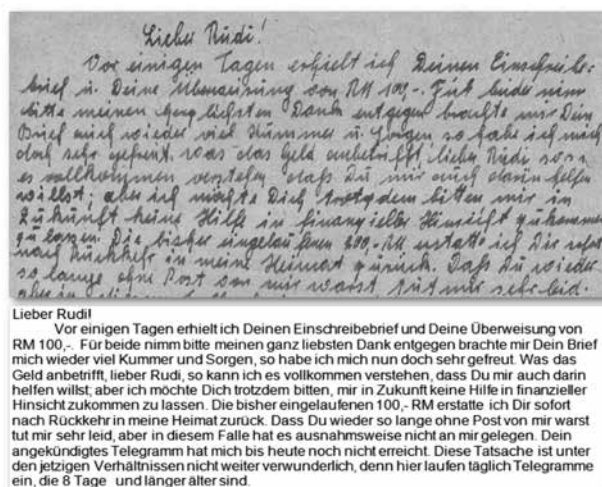 Lieber Rudi!
Vor einigen Tagen erhielt ich Deinen Einschreibe-
brief u. Deine Überweisung von RM 100,-. Für beide nimm
bitte meinen herzlichsten Dank entgegen brachte mir Dein
Brief auch wieder viel Kummer u. Sorgen so habe ich mich
doch sehr gefreut. Was das Geld anbetrifft, lieber Rudi so
es vollkommen verstehen daß Du mir auch darin helfen
willst; aber ich möchte Dich trotzdem bitten mir in
Zukunft keine Hilfe in finanzieller Hinsicht zukommen
zu lassen. Die bisher eingelaufenen RM erstatte ich Dir sofort
nach Rückkehr in meine Heimat zurück. Daß Du wieder
so lange ohne Post von mir warst, tut mir sehr leid.
Lieber Rudi!
Vor einigen Tagen erhielt ich Deinen Einschreibebrief und Deine Überweisung von
RM 100,-. Für beide nimm bitte meinen ganz liebsten Dank entgegen brachte mir Dein Brief
mich wieder viel Kummer und Sorgen, so habe ich mich nun doch sehr gefreut. Was das
Geld anbetrifft, lieber Rudi, so kann ich es vollkommen verstehen, dass Du mir auch darin
helfen willst; aber ich möchte Dich trotzdem bitten, mir in Zukunft keine Hilfe in finanzieller
Hinsicht zukommen zu lassen. Die bisher eingelaufenen 100,- RM erstatte ich Dir sofort
nach Rückkehr in meine Heimat zurück. Dass Du wieder so lange ohne Post von mir warst
tut mir sehr leid, aber in diesem Falle hat es ausnahmsweise nicht an mir gelegen. Dein
angekündigtes Telegramm hat mich bis heute noch nicht erreicht. Diese Tatsache ist unter
den jetzigen Verhältnissen nicht weiter verwunderlich, denn hier laufen täglich Telegramme
ein, die 8 Tage und länger älter sind.